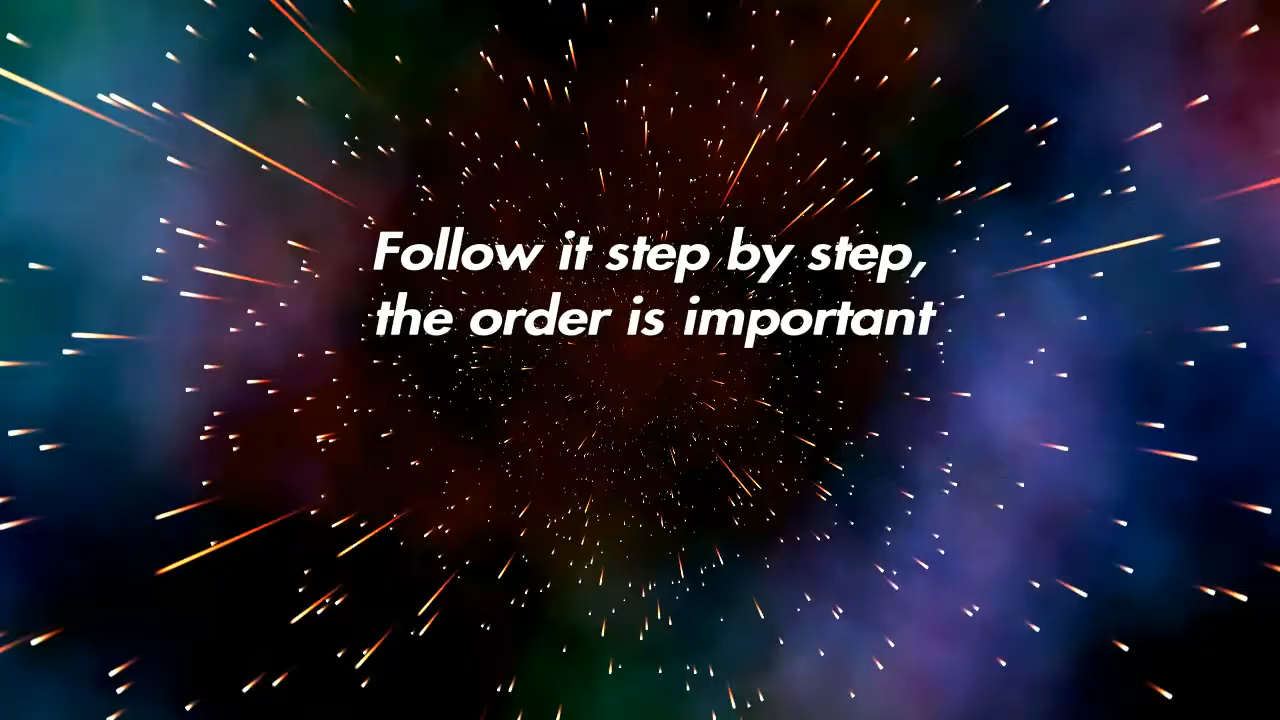 Follow it step by step,
the order is important